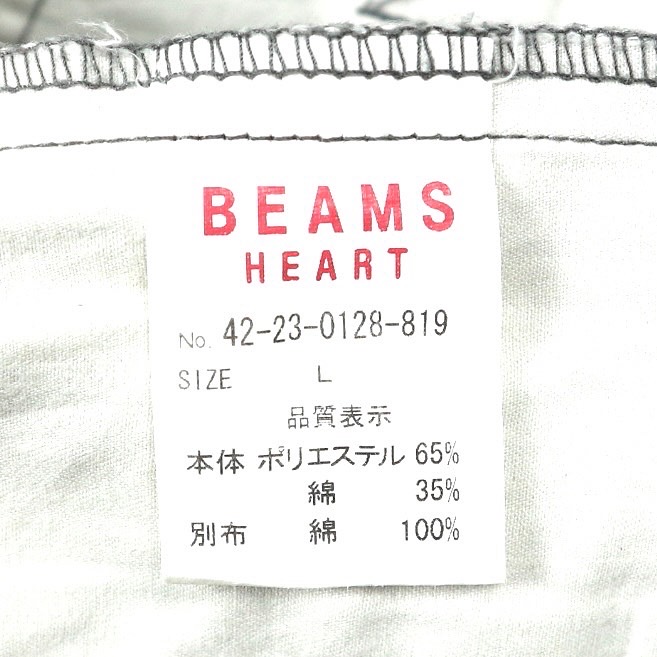 BEAMS
HEART
No. 42-23-0128-819
SIZE L
品質表示
本体 ポリエステル 65%
綿 35%
別布 綿 100%